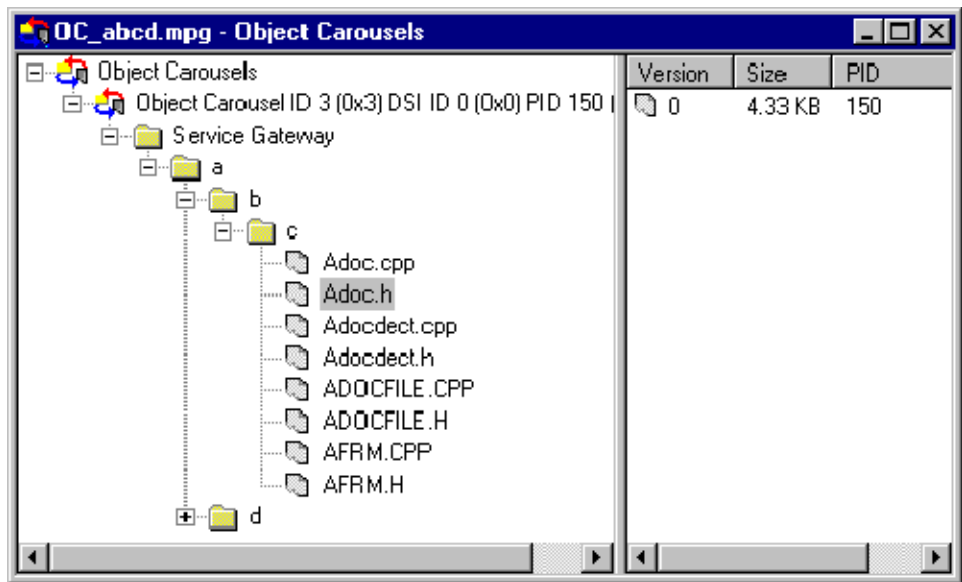 OC_abcd.mpg - Object Carousels
Object Carousels
Object Carousel ID 3 (0x3) DSI ID 0 (0x0) PID 150 (
Service Gateway
a
b
c
Adoc.cpp
Adoc.h
Adocdect.cpp
Adocdect.h
ADOCFILE.CPP
ADOCFILE.H
AFRM.CPP
AFRM.H
d
Version Size PID
0 4.33 KB 150